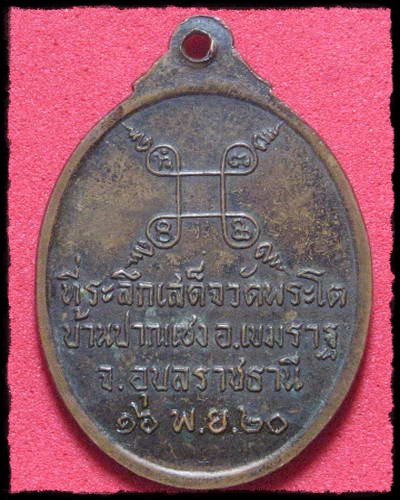 ที่ระลึกเสด็จวัดพระโต
บ้านปากแซง อ.เขมราฐ
จ.อุบลราชธานี
๑๖ พ.ย.๒๐